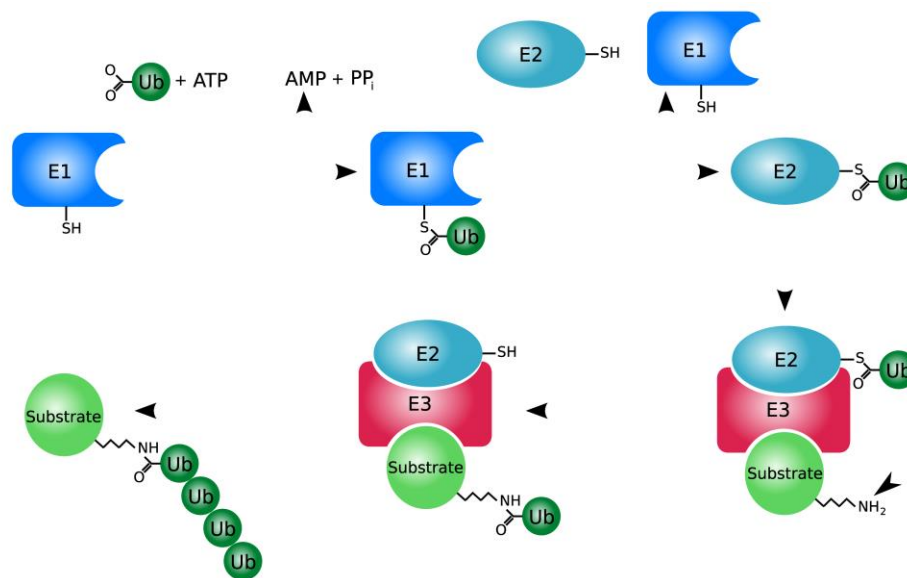 E2
SH
E1
SH
O
O
Ub + ATP
AMP + PPi
E1
SH
E1
S
O
Ub
E2
S
O
Ub
E2
SH
E3
Substrate
NH
O
Ub
E2
S
O
Ub
E3
Substrate
NH2
Substrate
NH
O
Ub
Ub
Ub
Ub